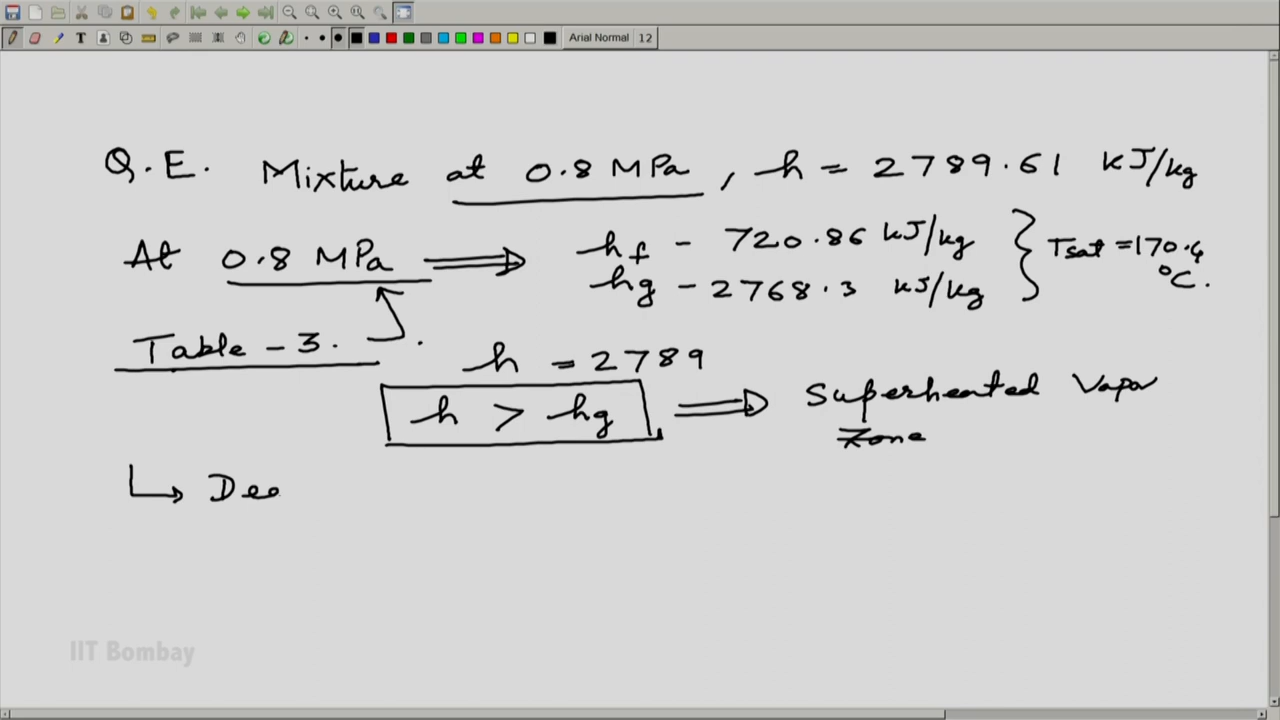 Arial Normal 12
Q.E. Mixture at 0.8 MPa, h = 2789.61 kJ/kg
At 0.8 MPa ⟹ hf - 720.86 kJ/kg
hg - 2768.3 kJ/kg
Tsat = 170.4
°C.
Table - 3.
h = 2789
h > hg ⟹ Superheated Vapor
Zone
↳ Dee
IIT Bombay